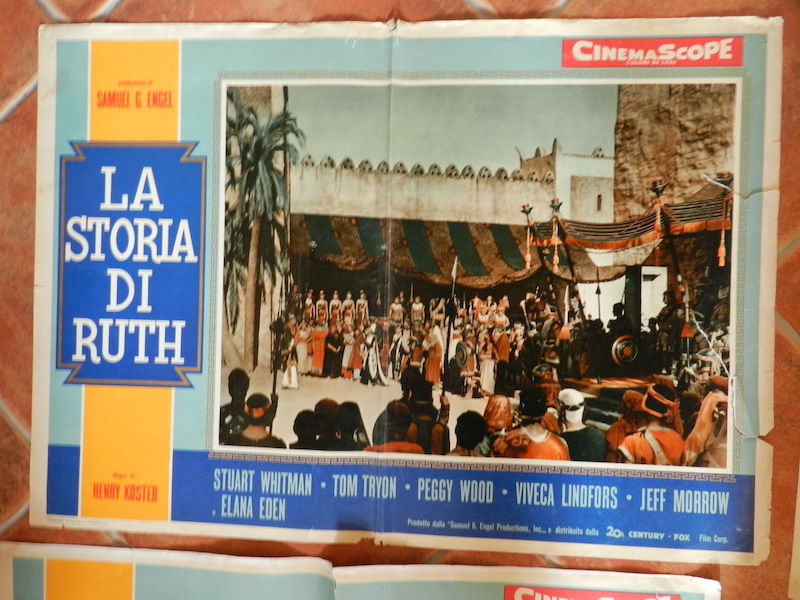 produzione di
SAMUEL G. ENGEL
CINEMASCOPE
COLORE DE LUXE
LA
STORIA
DI
RUTH
Regia di:
HENRY KOSTER
STUART WHITMAN • TOM TRYON • PEGGY WOOD • VIVECA LINDFORS • JEFF MORROW
e ELANA EDEN
Prodotto dalla "Samuel G. Engel Productions, Inc., e distribuito dalla 20th CENTURY - FOX Film Corp.
CINEMASCOPE